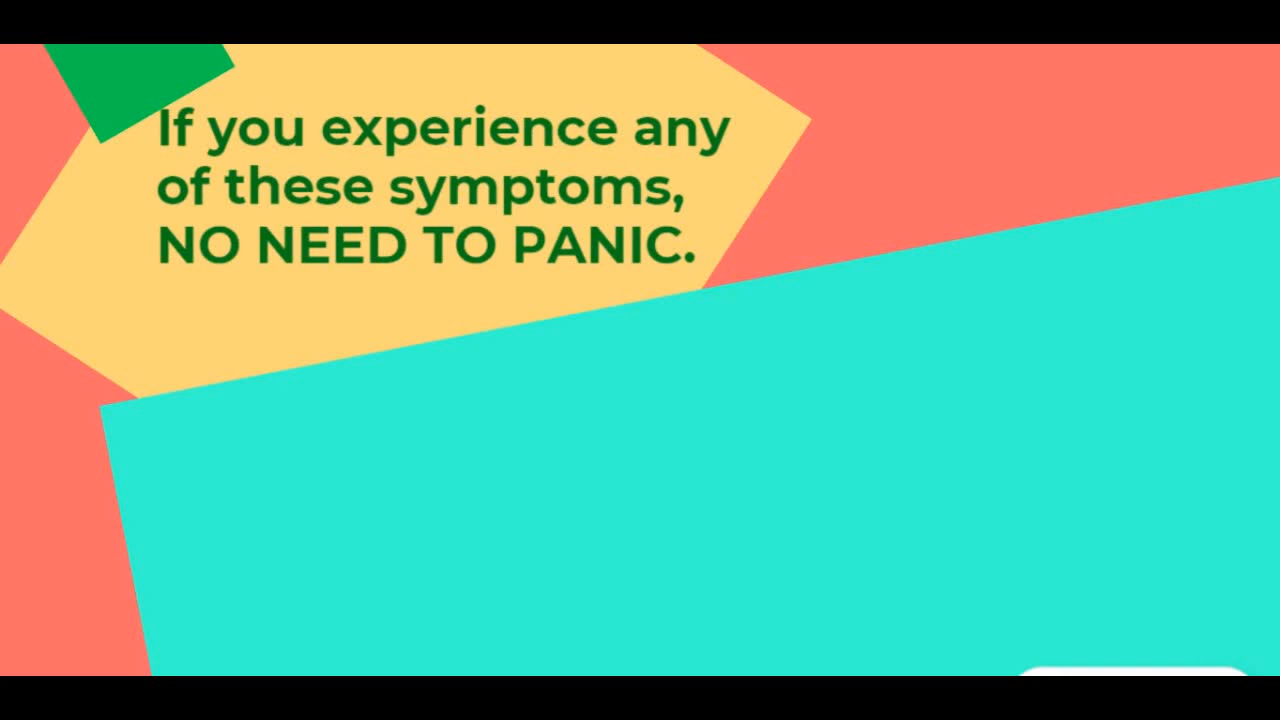 If you experience any
of these symptoms,
NO NEED TO PANIC.